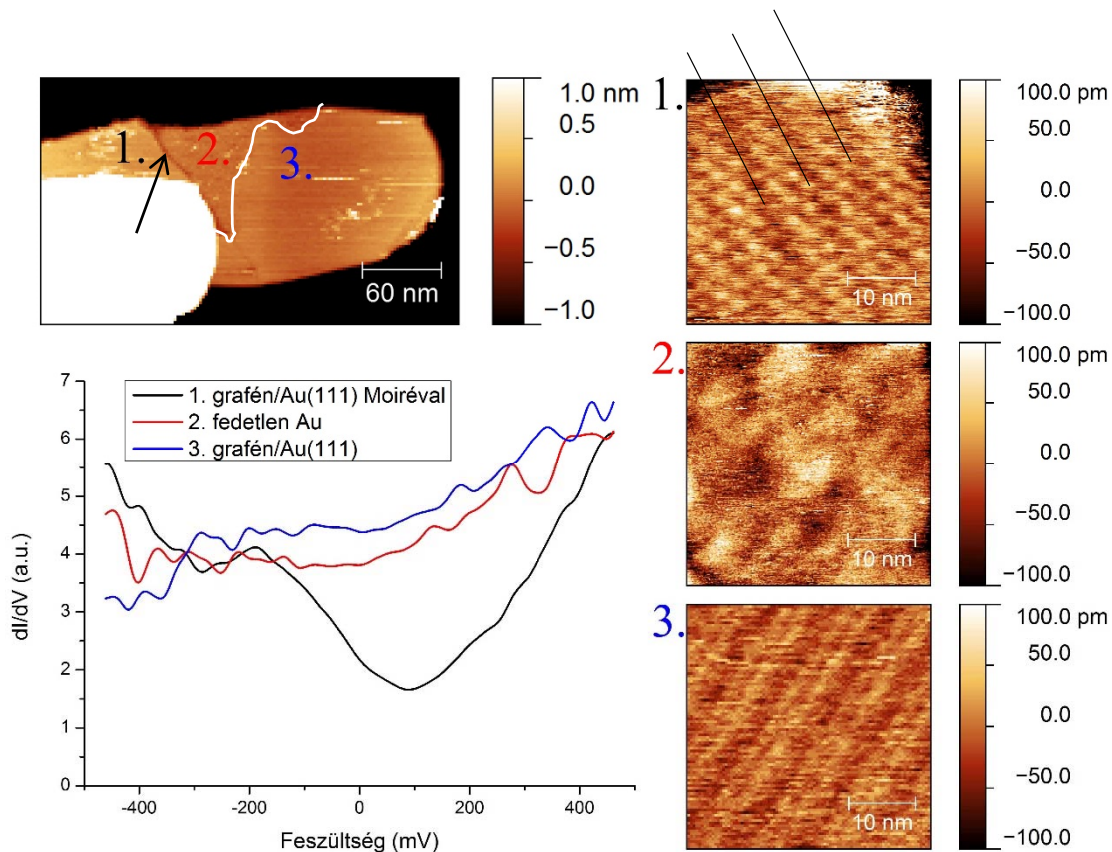 1.
2.
3.
60 nm
1.0 nm
0.5
0.0
−0.5
−1.0
1.
10 nm
100.0 pm
50.0
0.0
−50.0
−100.0
2.
10 nm
100.0 pm
50.0
0.0
−50.0
−100.0
3.
10 nm
100.0 pm
50.0
0.0
−50.0
−100.0
dI/dV (a.u.)
7
6
5
4
3
2
1
0
1. grafén/Au(111) Moiréval
2. fedetlen Au
3. grafén/Au(111)
-400
-200
0
200
400
Feszültség (mV)